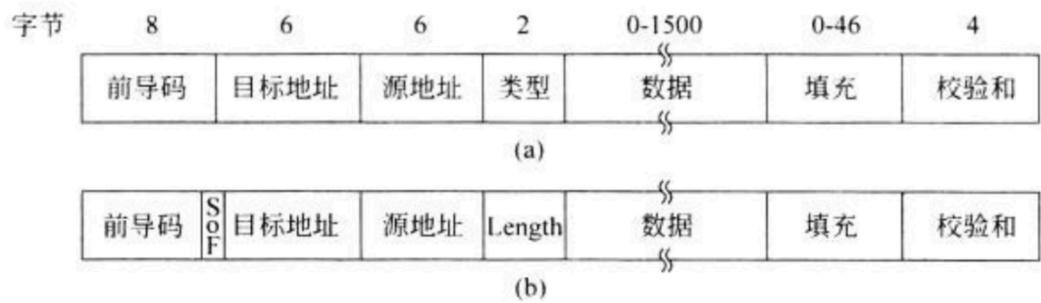 字节 8 6 6 2 0-1500 0-46 4
前导码 目标地址 源地址 类型 数据 填充 校验和
(a)
前导码 SoF 目标地址 源地址 Length 数据 填充 校验和
(b)